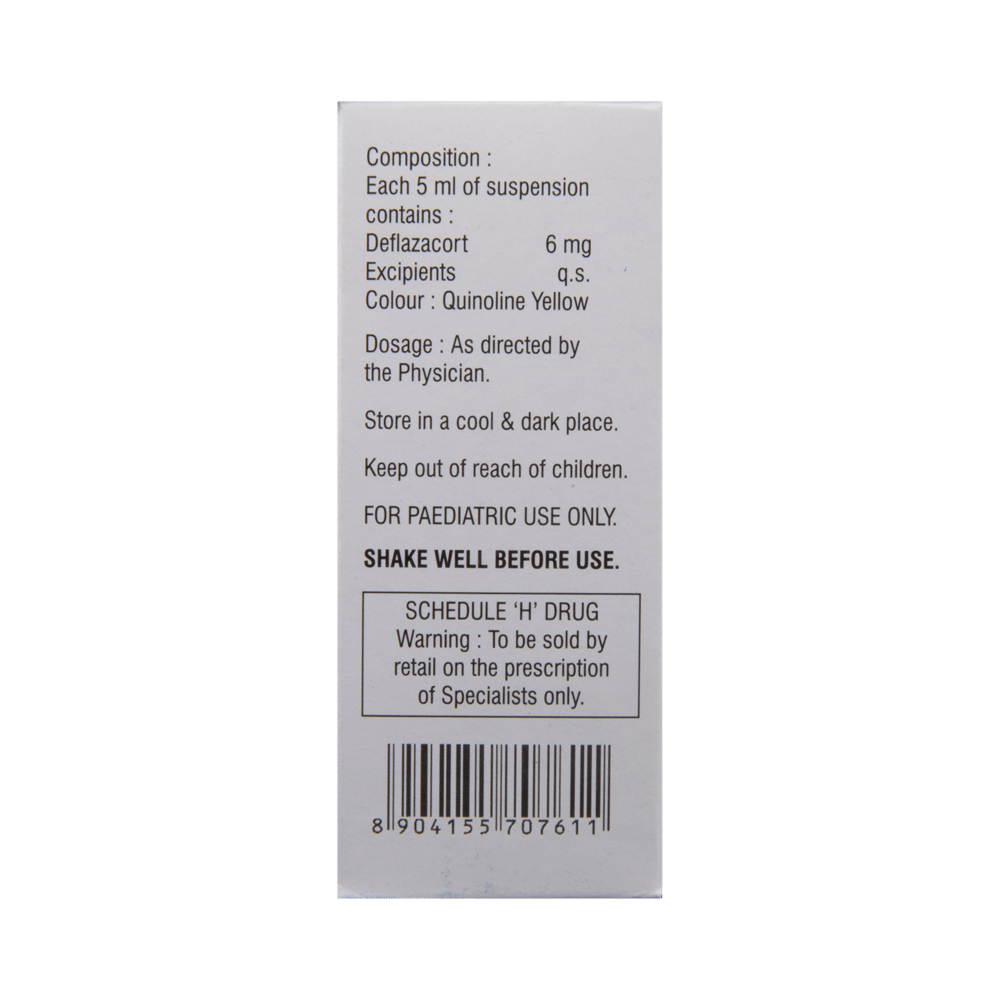 Composition :
Each 5 ml of suspension
contains :
Deflazacort 6 mg
Excipients q.s.
Colour : Quinoline Yellow
Dosage : As directed by
the Physician.
Store in a cool & dark place.
Keep out of reach of children.
FOR PAEDIATRIC USE ONLY.
SHAKE WELL BEFORE USE.
SCHEDULE ‘H’ DRUG
Warning : To be sold by
retail on the prescription
of Specialists only.
8 904155 707611